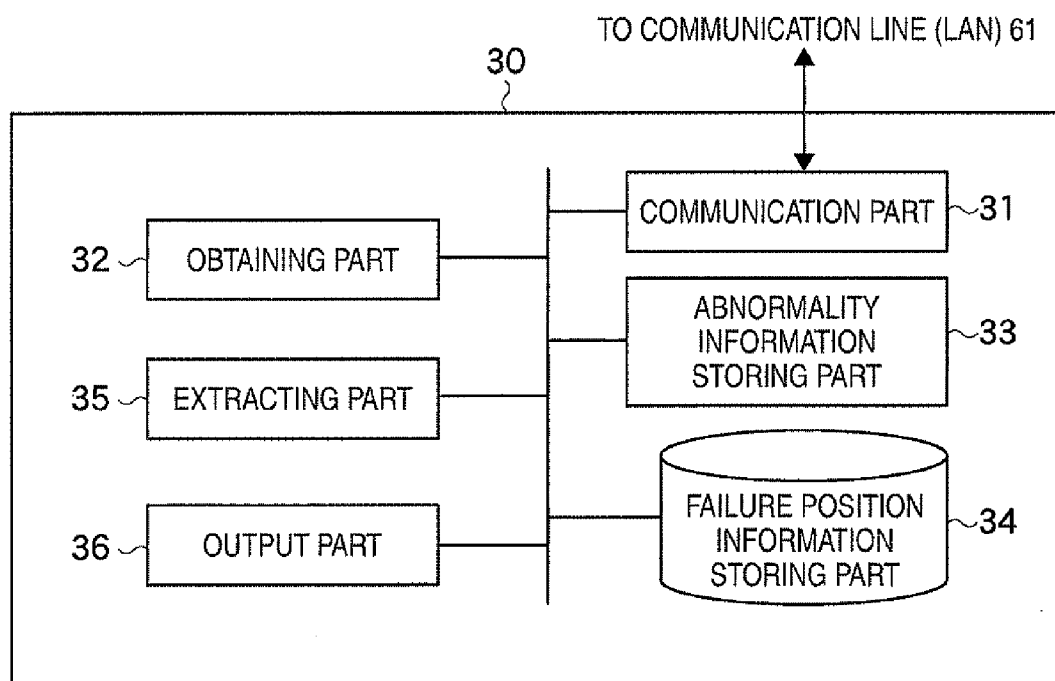 TO COMMUNICATION LINE (LAN) 61
30
COMMUNICATION PART
31
32
OBTAINING PART
ABNORMALITY
INFORMATION
STORING PART
33
35
EXTRACTING PART
FAILURE POSITION
INFORMATION
STORING PART
34
36
OUTPUT PART